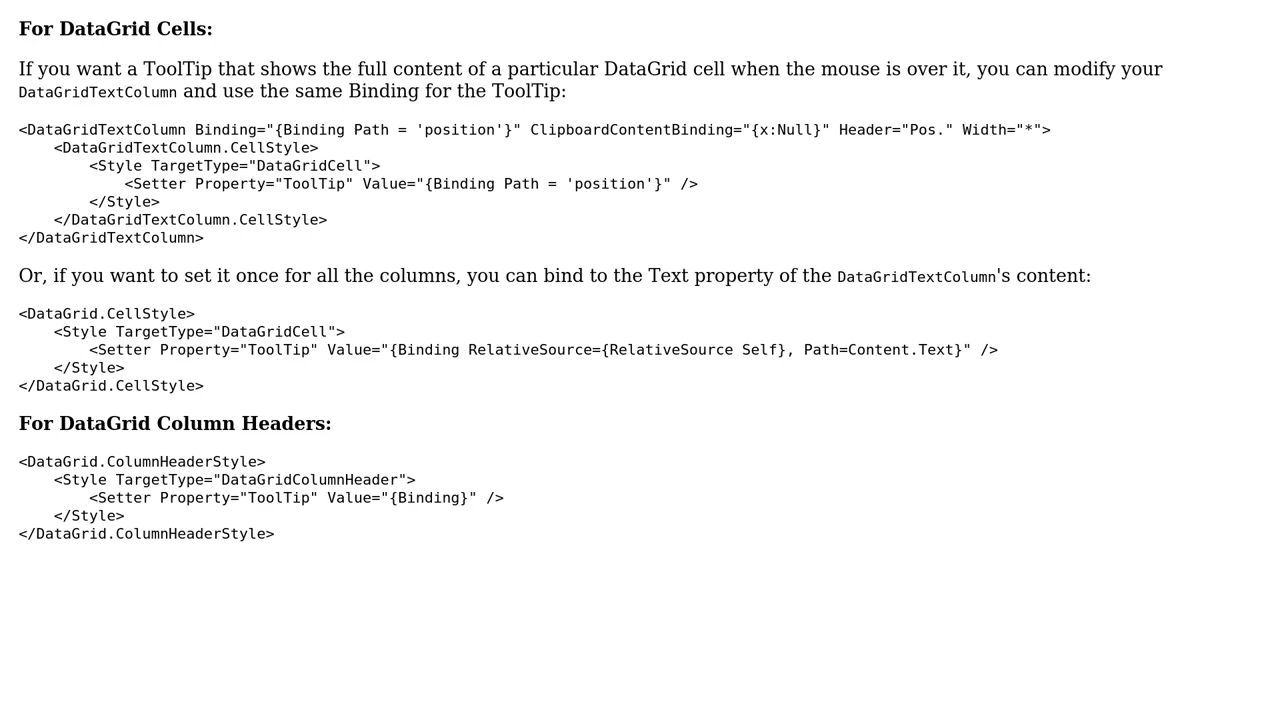 For DataGrid Cells:
If you want a ToolTip that shows the full content of a particular DataGrid cell when the mouse is over it, you can modify your
DataGridTextColumn and use the same Binding for the ToolTip:
<DataGridTextColumn Binding="{Binding Path = 'position'}" ClipboardContentBinding="{x:Null}" Header="Pos." Width="*">
    <DataGridTextColumn.CellStyle>
        <Style TargetType="DataGridCell">
            <Setter Property="ToolTip" Value="{Binding Path = 'position'}" />
        </Style>
    </DataGridTextColumn.CellStyle>
</DataGridTextColumn>
Or, if you want to set it once for all the columns, you can bind to the Text property of the DataGridTextColumn's content:
<DataGrid.CellStyle>
    <Style TargetType="DataGridCell">
        <Setter Property="ToolTip" Value="{Binding RelativeSource={RelativeSource Self}, Path=Content.Text}" />
    </Style>
</DataGrid.CellStyle>
For DataGrid Column Headers:
<DataGrid.ColumnHeaderStyle>
    <Style TargetType="DataGridColumnHeader">
        <Setter Property="ToolTip" Value="{Binding}" />
    </Style>
</DataGrid.ColumnHeaderStyle>